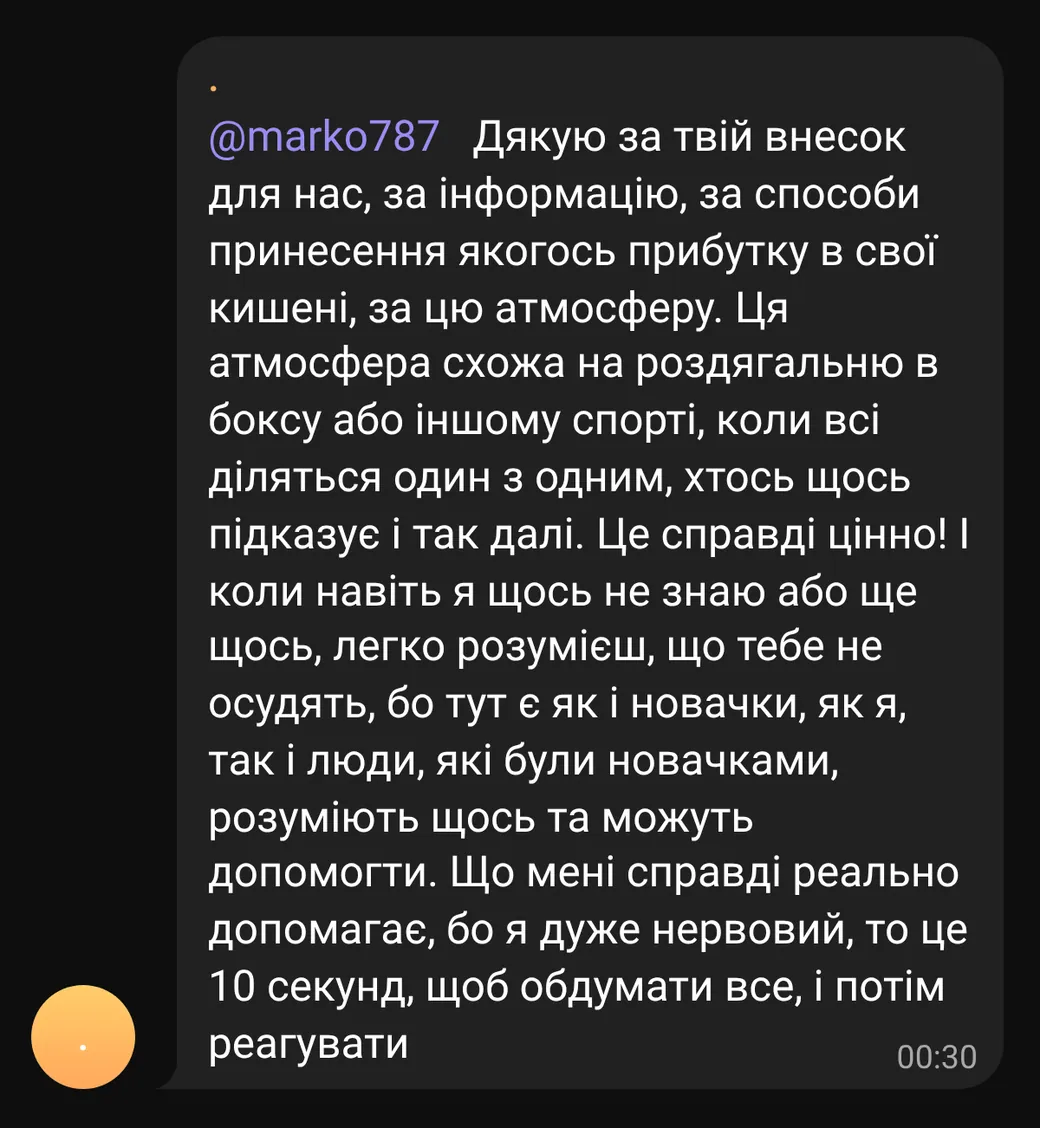 .
@marko787 Дякую за твій внесок
для нас, за інформацію, за способи
принесення якогось прибутку в свої
кишені, за цю атмосферу. Ця
атмосфера схожа на роздягальню в
боксу або іншому спорті, коли всі
діляться один з одним, хтось щось
підказує і так далі. Це справді цінно! І
коли навіть я щось не знаю або ще
щось, легко розумієш, що тебе не
осудять, бо тут є як і новачки, як я,
так і люди, які були новачками,
розуміють щось та можуть
допомогти. Що мені справді реально
допомагає, бо я дуже нервовий, то це
10 секунд, щоб обдумати все, і потім
реагувати
00:30
.